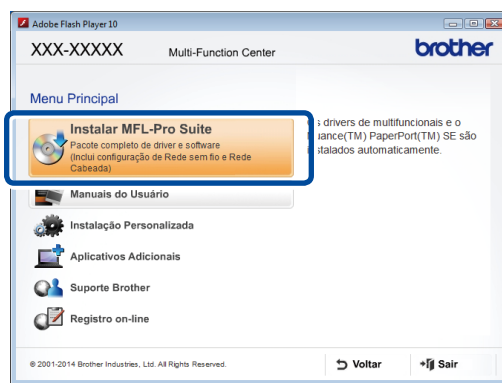 Adobe Flash Player 10
XXX-XXXXX
Multi-Function Center
brother
Menu Principal
Instalar MFL-Pro Suite
Pacote completo de
driver e software
(Inclui configuração
de Rede sem fio e Rede
Cabeada)
s drivers de multifuncionais e o
uance(TM) PaperPort(TM) SE são
stalados automaticamente.
Manuais do Usuário
Instalação Personalizada
Aplicativos Adicionais
Suporte Brother
Registro on-line
© 2001-2014 Brother Industries, Ltd. All Rights Reserved.
Voltar
Sair